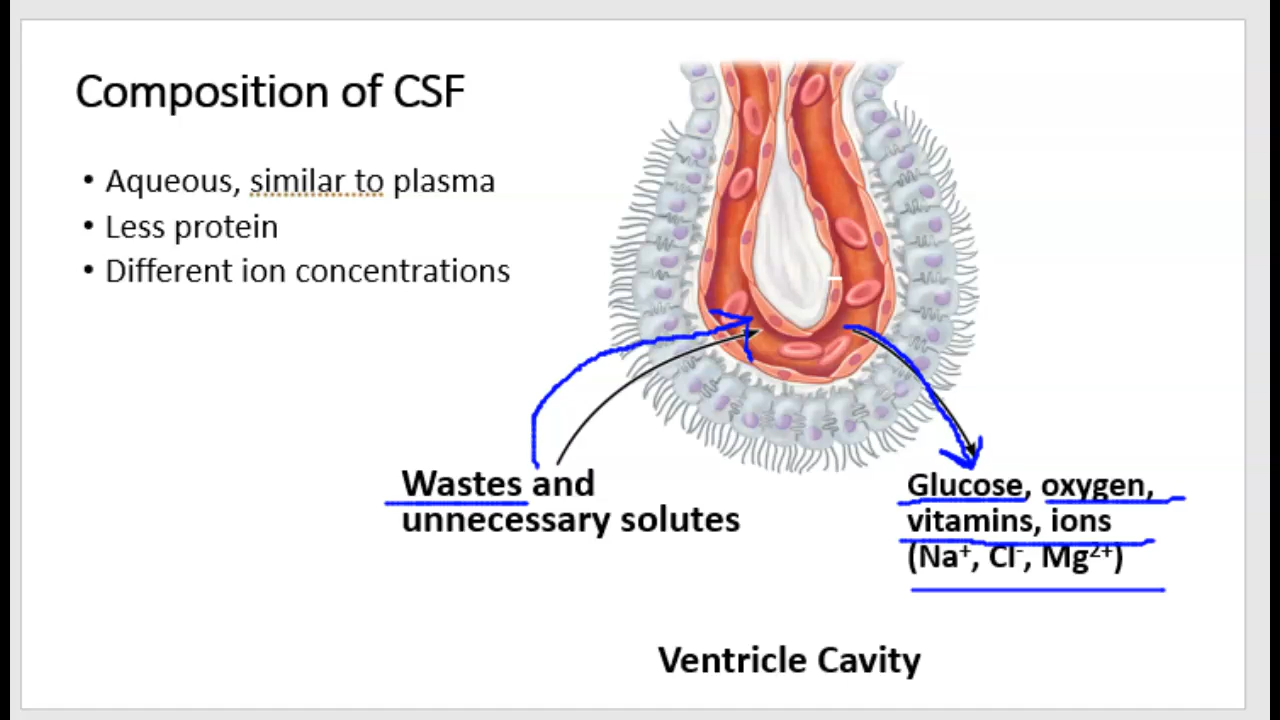 Composition of CSF
• Aqueous, similar to plasma
• Less protein
• Different ion concentrations
Wastes and
unnecessary solutes
Glucose, oxygen,
vitamins, ions
(Na⁺, Cl⁻, Mg²⁺)
Ventricle Cavity